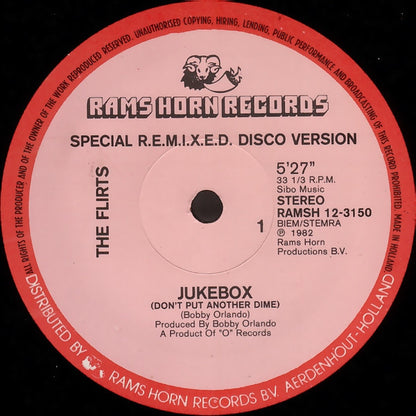 ALL RIGHTS OF THE PRODUCER AND OF THE OWNER OF THE WORK REPRODUCED RESERVED. UNAUTHORISED COPYING, HIRING, LENDING, PUBLIC PERFORMANCE AND BROADCASTING OF THIS RECORD PROHIBITED. MADE IN HOLLAND
RAMS HORN RECORDS
SPECIAL R.E.M.I.X.E.D. DISCO VERSION
THE FLIRTS
5'27"
33 1/3 R.P.M.
Sibo Music
STEREO
RAMSH 12-3150
BIEM/STEMRA
℗ 1982
Rams Horn
Productions B.V.
1
JUKEBOX
(DON'T PUT ANOTHER DIME)
(Bobby Orlando)
Produced By Bobby Orlando
A Product Of "O" Records
DISTRIBUTED BY RAMS HORN RECORDS BV. AERDENHOUT-HOLLAND